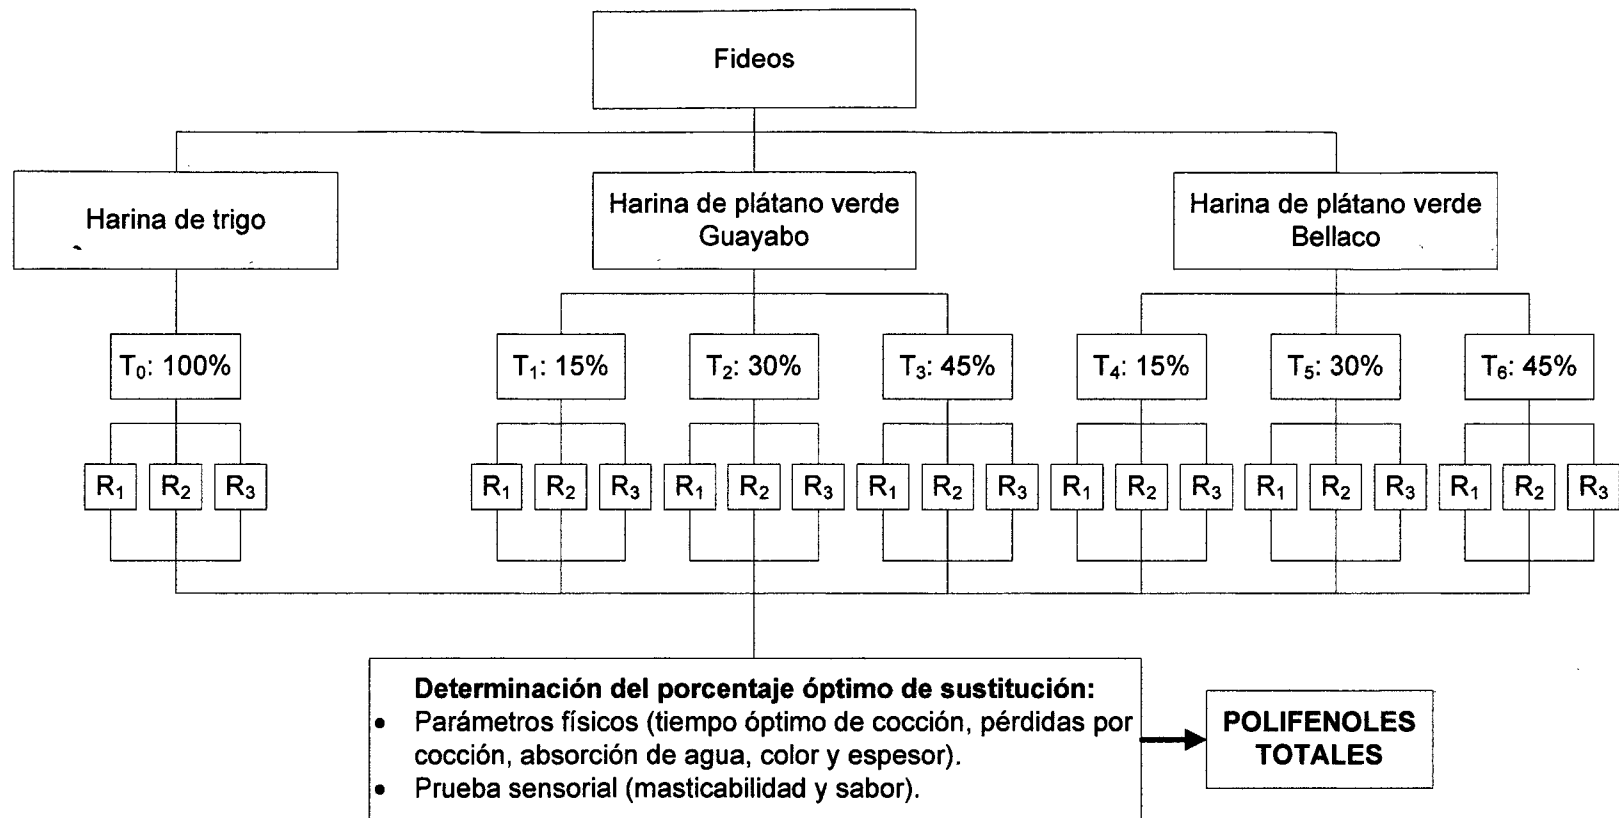 Fideos
Harina de trigo
Harina de plátano verde
Guayabo
Harina de plátano verde
Bellaco
T₀: 100%
T₁: 15%
T₂: 30%
T₃: 45%
T₄: 15%
T₅: 30%
T₆: 45%
R₁ R₂ R₃
R₁ R₂ R₃
R₁ R₂ R₃
R₁ R₂ R₃
R₁ R₂ R₃
R₁ R₂ R₃
R₁ R₂ R₃
Determinación del porcentaje óptimo de sustitución:
• Parámetros físicos (tiempo óptimo de cocción, pérdidas por
cocción, absorción de agua, color y espesor).
• Prueba sensorial (masticabilidad y sabor).
POLIFENOLES
TOTALES